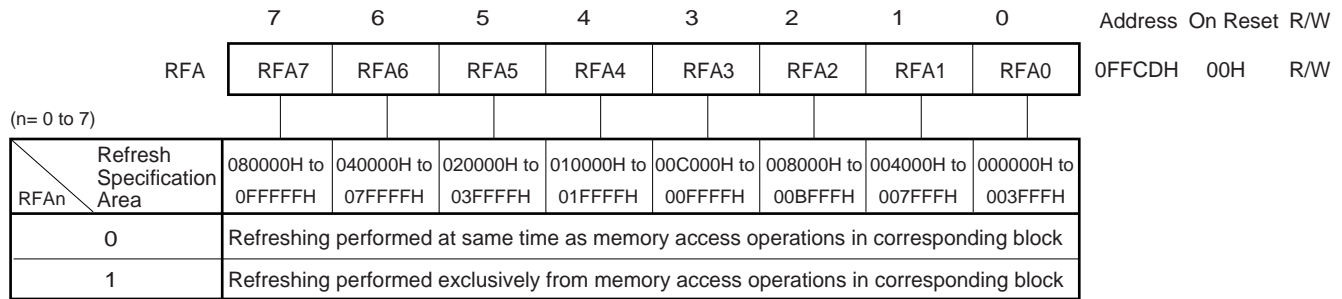 7 6 5 4 3 2 1 0 Address On Reset R/W
RFA RFA7 RFA6 RFA5 RFA4 RFA3 RFA2 RFA1 RFA0 0FFCDH 00H R/W
(n= 0 to 7)
Refresh
Specification
RFAn Area
080000H to 040000H to 020000H to 010000H to 00C000H to 008000H to 004000H to 000000H to
0FFFFFH 07FFFFH 03FFFFH 01FFFFH 00FFFFH 00BFFFH 007FFFH 003FFFH
0 Refreshing performed at same time as memory access operations in corresponding block
1 Refreshing performed exclusively from memory access operations in corresponding block